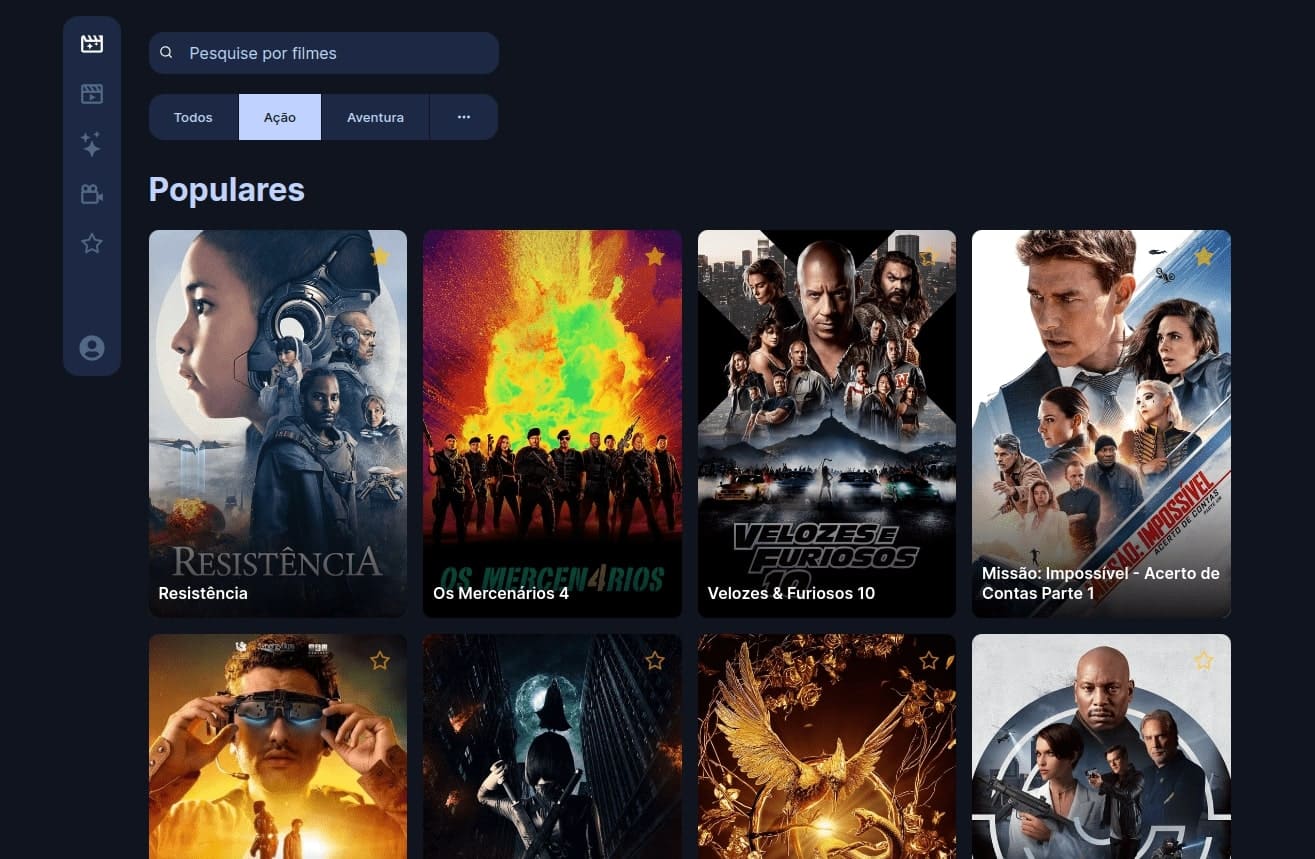 Pesquise por filmes
Todos
Ação
Aventura
...
Populares
RESISTÊNCIA
Resistência
OS MERCEN4RIOS
Os Mercenários 4
VELOZES E
FURIOSOS
10
Velozes & Furiosos 10
MISSÃO: IMPOSSÍVEL
ACERTO DE CONTAS
Missão: Impossível - Acerto de
Contas Parte 1